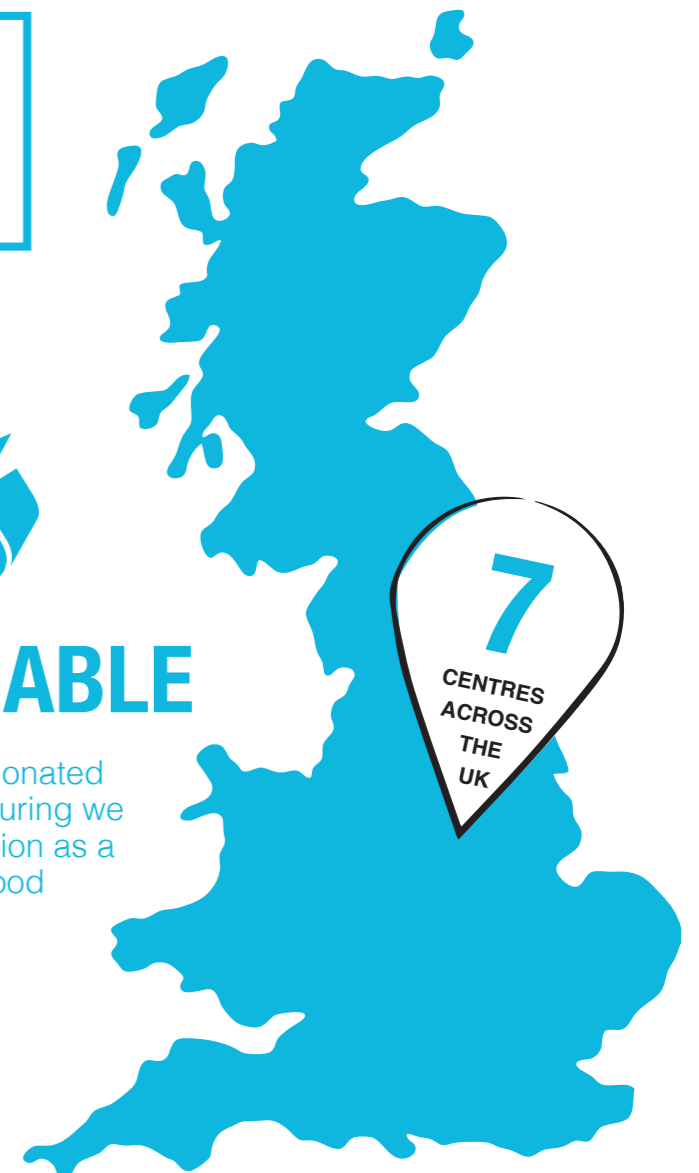 7
CENTRES
ACROSS
THE
UK
ABLE
onated
uring we
ion as a
ood